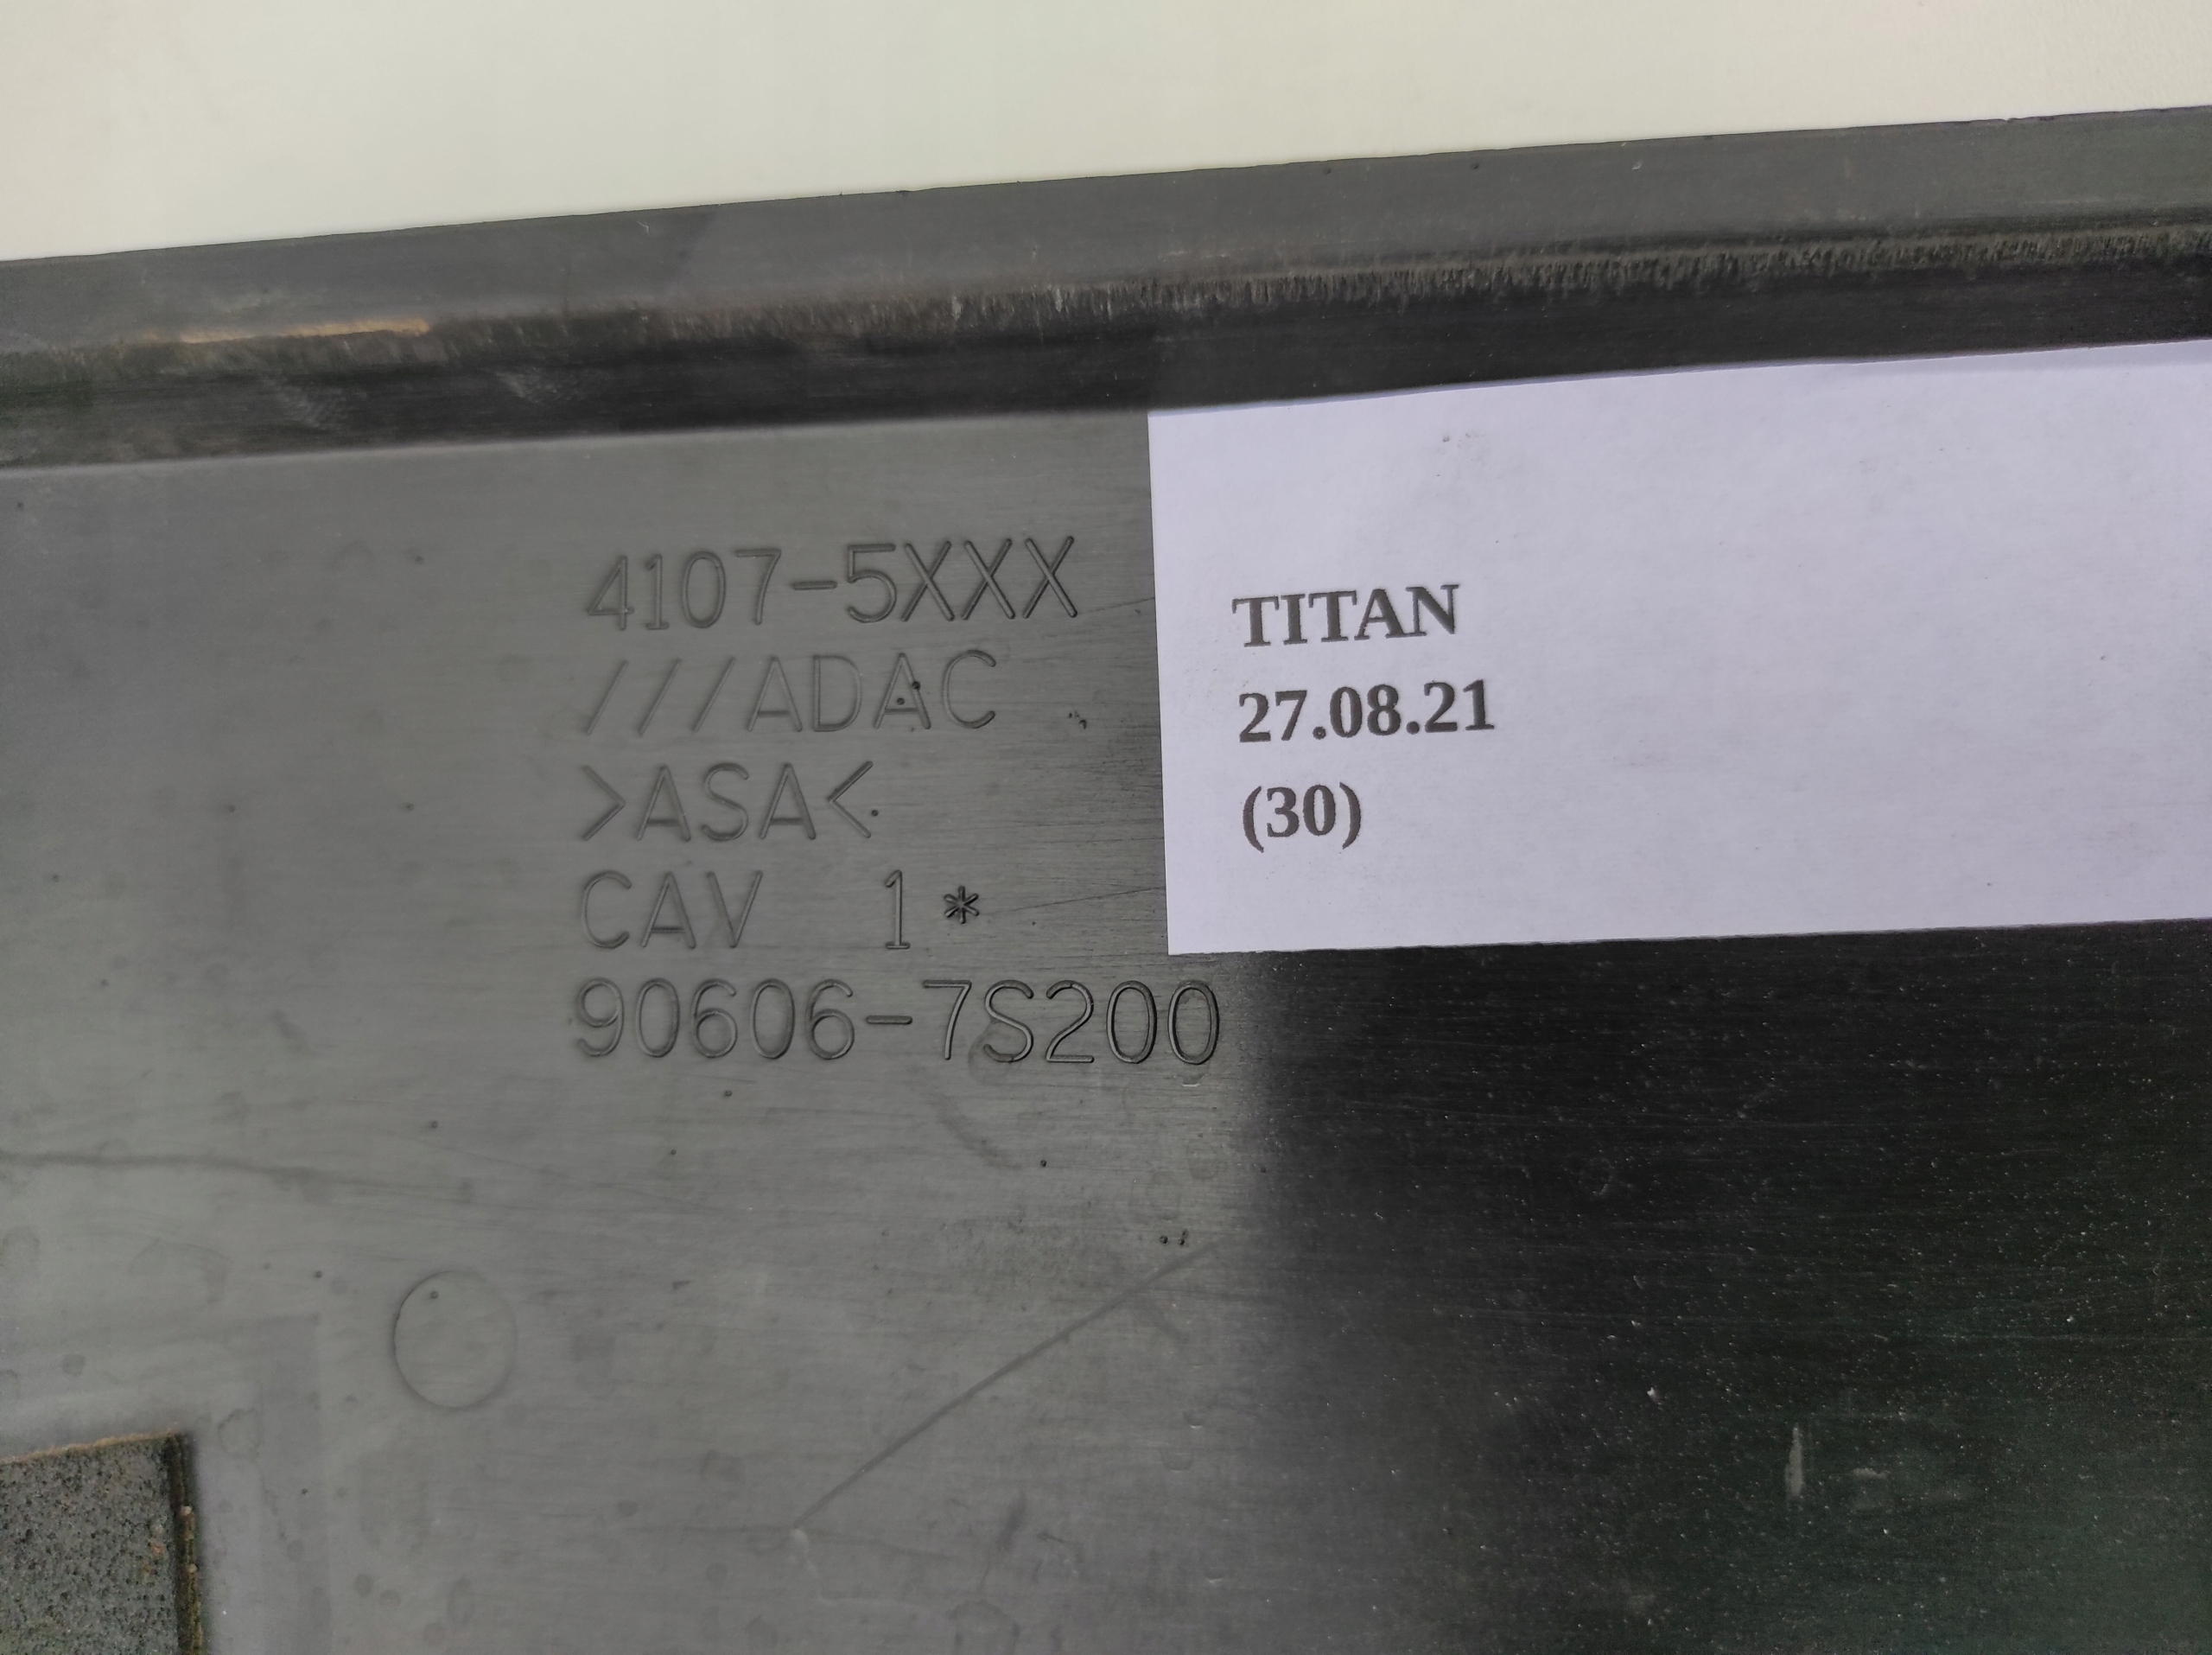 4107-5XXX
///ADAC
>ASA<
CAV 1*
90606-7S200
TITAN
27.08.21
(30)